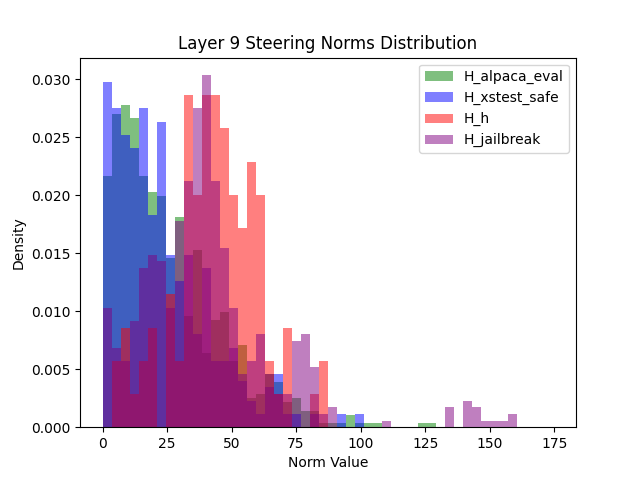 Layer 9 Steering Norms Distribution
H_alpaca_eval
H_xstest_safe
H_h
H_jailbreak
0.030
0.025
0.020
0.015
0.010
0.005
0.000
Density
0 25 50 75 100 125 150 175
Norm Value